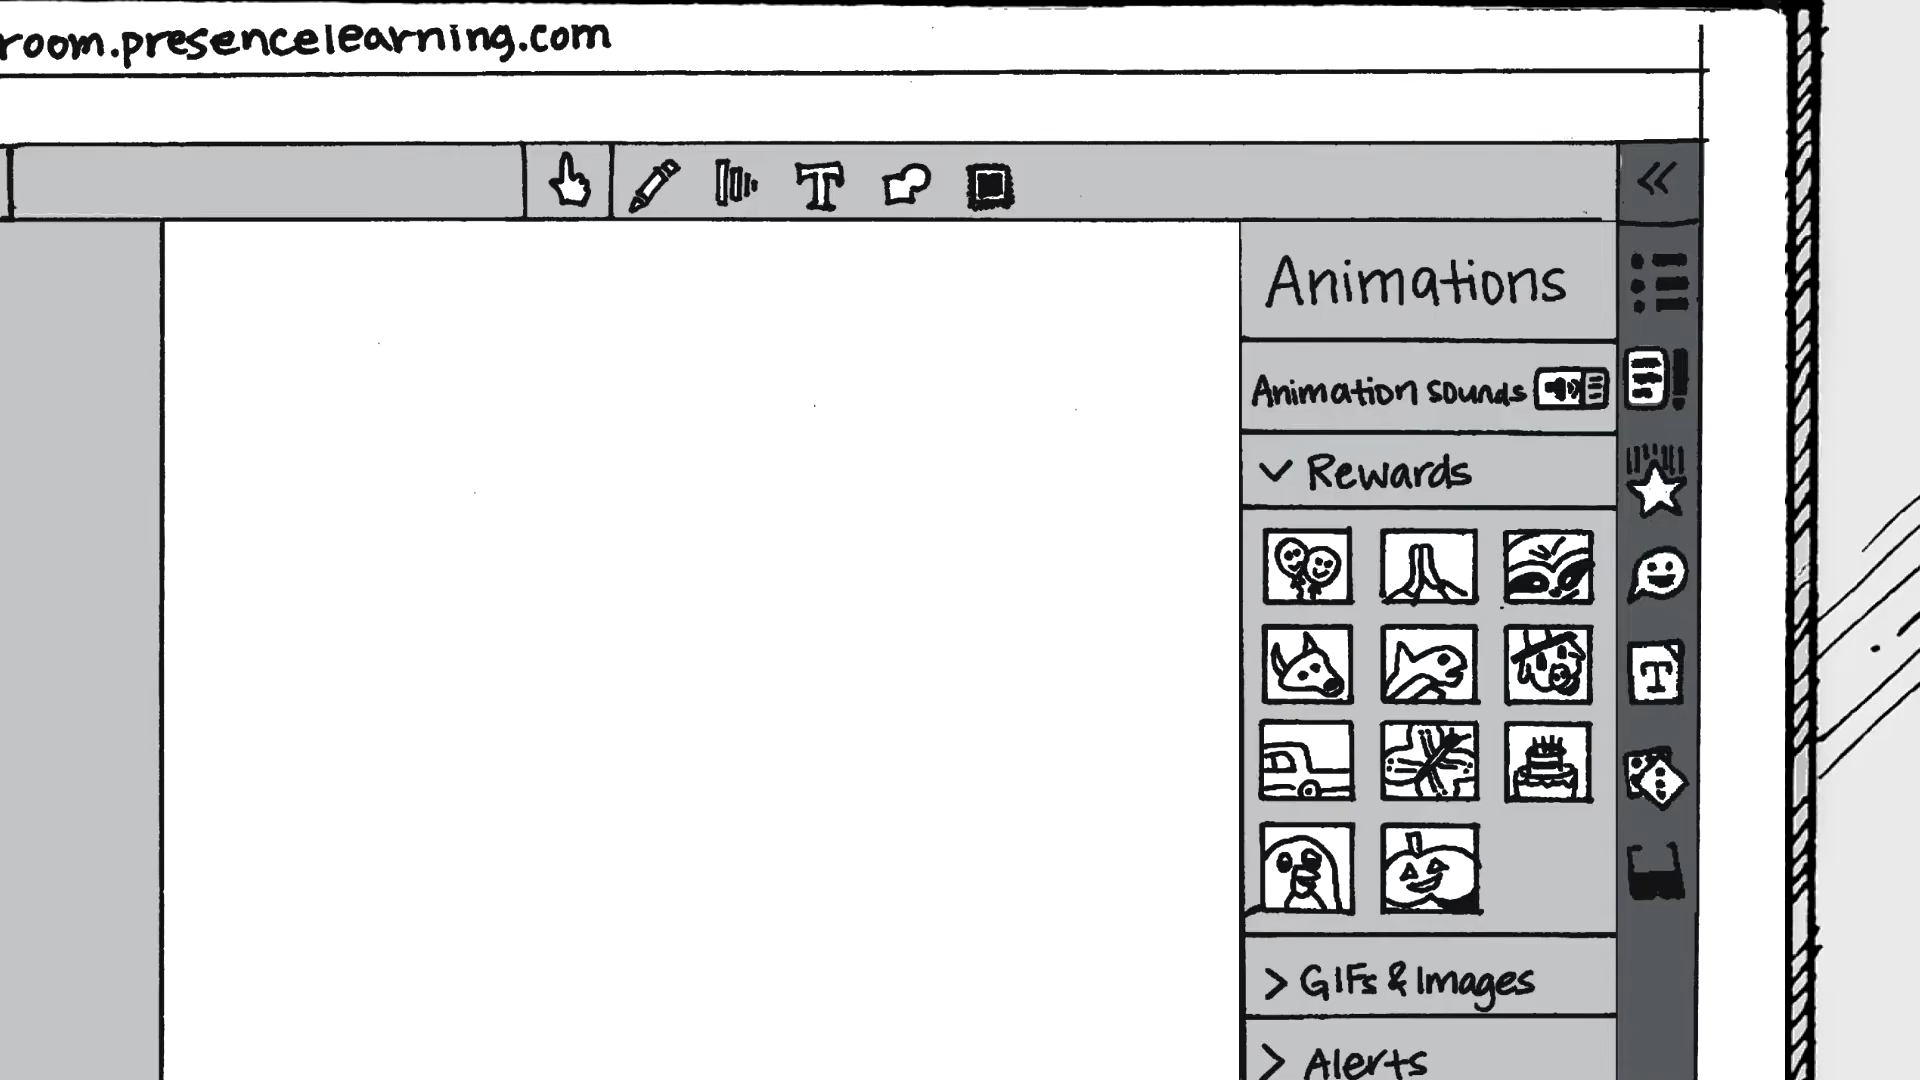 room.presencelearning.com
T
Animations
Animation sounds
Rewards
T
GIFs & Images
Alerts